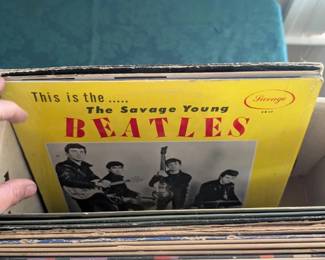 This is the .....
The Savage Young
BEATLES
Savage